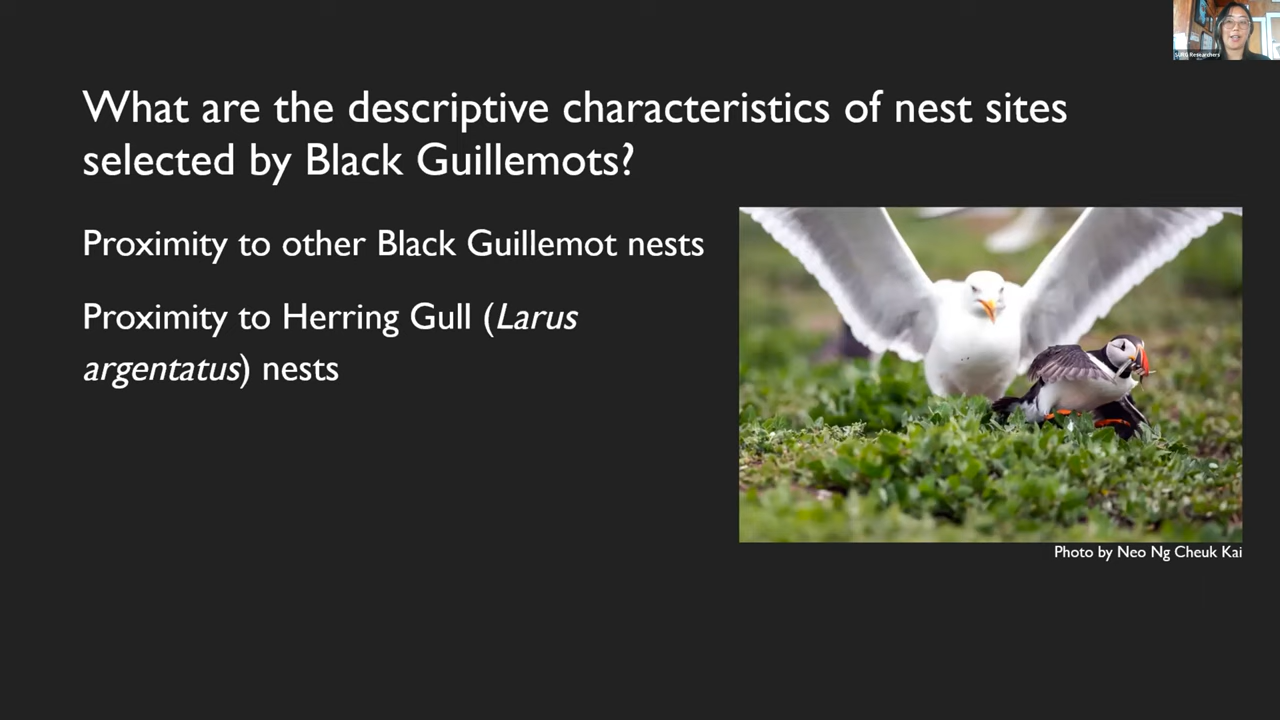 What are the descriptive characteristics of nest sites
selected by Black Guillemots?
Proximity to other Black Guillemot nests
Proximity to Herring Gull (Larus
argentatus) nests
Photo by Neo Ng Cheuk Kai